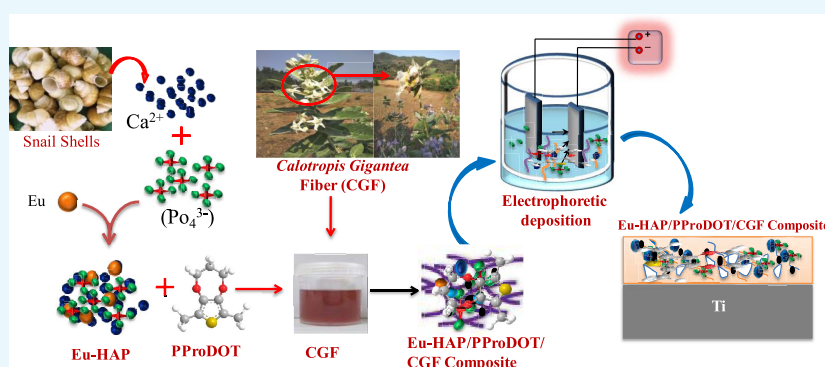 Snail Shells
Ca²⁺
+
Eu
(Po₄³⁻)
Eu-HAP
+
PProDOT
Calotropis Gigantea
Fiber (CGF)
CGF
Eu-HAP/PProDOT/
CGF Composite
+
−
Electrophoretic
deposition
Eu-HAP/PProDOT/CGF Composite
Ti